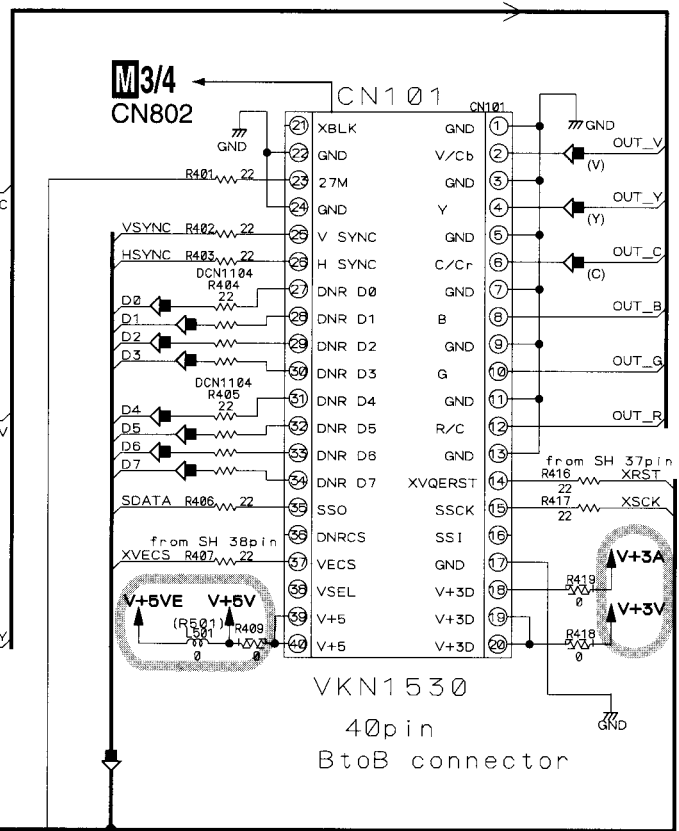 M 3/4
CN802
CN101
CN101
GND
GND
21 XBLK GND 1
22 GND V/Cb 2 (V) OUT_V
R401 22 23 27M GND 3
24 GND Y 4 (Y) OUT_Y
VSYNC R402 22 25 V SYNC GND 5
HSYNC R403 22 26 H SYNC C/Cr 6 (C) OUT_C
DCN1104
R404
22
D0 27 DNR D0 GND 7
D1 28 DNR D1 B 8 OUT_B
D2 29 DNR D2 GND 9
D3 30 DNR D3 G 10 OUT_G
DCN1104
R405
22
D4 31 DNR D4 GND 11
D5 32 DNR D5 R/C 12 OUT_R
D6 33 DNR D6 GND 13
from SH 37pin
D7 34 DNR D7 XVQERST 14 R416 22 XRST
SDATA R406 22 35 SSO SSCK 15 R417 22 XSCK
36 DNRCS SSI 16
from SH 38pin
XVECS R407 22 37 VECS GND 17
38 VSEL V+3D 18 R419 0 V+3A
V+5VE V+5V 39 V+5 V+3D 19 V+3V
(R501) L501 0 R409 0 40 V+5 V+3D 20 R418 0
GND
VKN1530
40pin
BtoB connector
C
V
Y